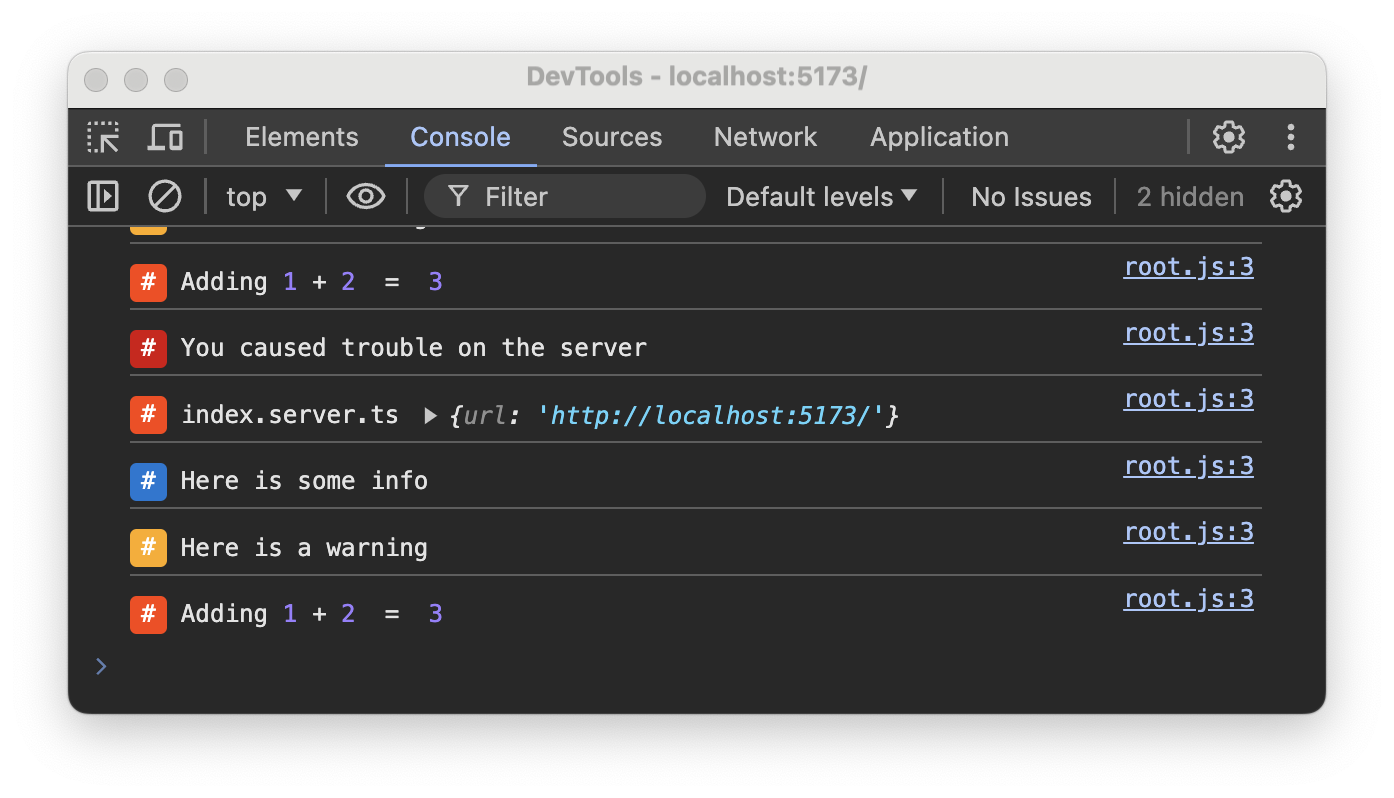 DevTools - localhost:5173/
Elements Console Sources Network Application
top Filter Default levels No Issues 2 hidden
# Adding 1 + 2 = 3 root.js:3
# You caused trouble on the server root.js:3
# index.server.ts {url: 'http://localhost:5173/'} root.js:3
# Here is some info root.js:3
# Here is a warning root.js:3
# Adding 1 + 2 = 3 root.js:3